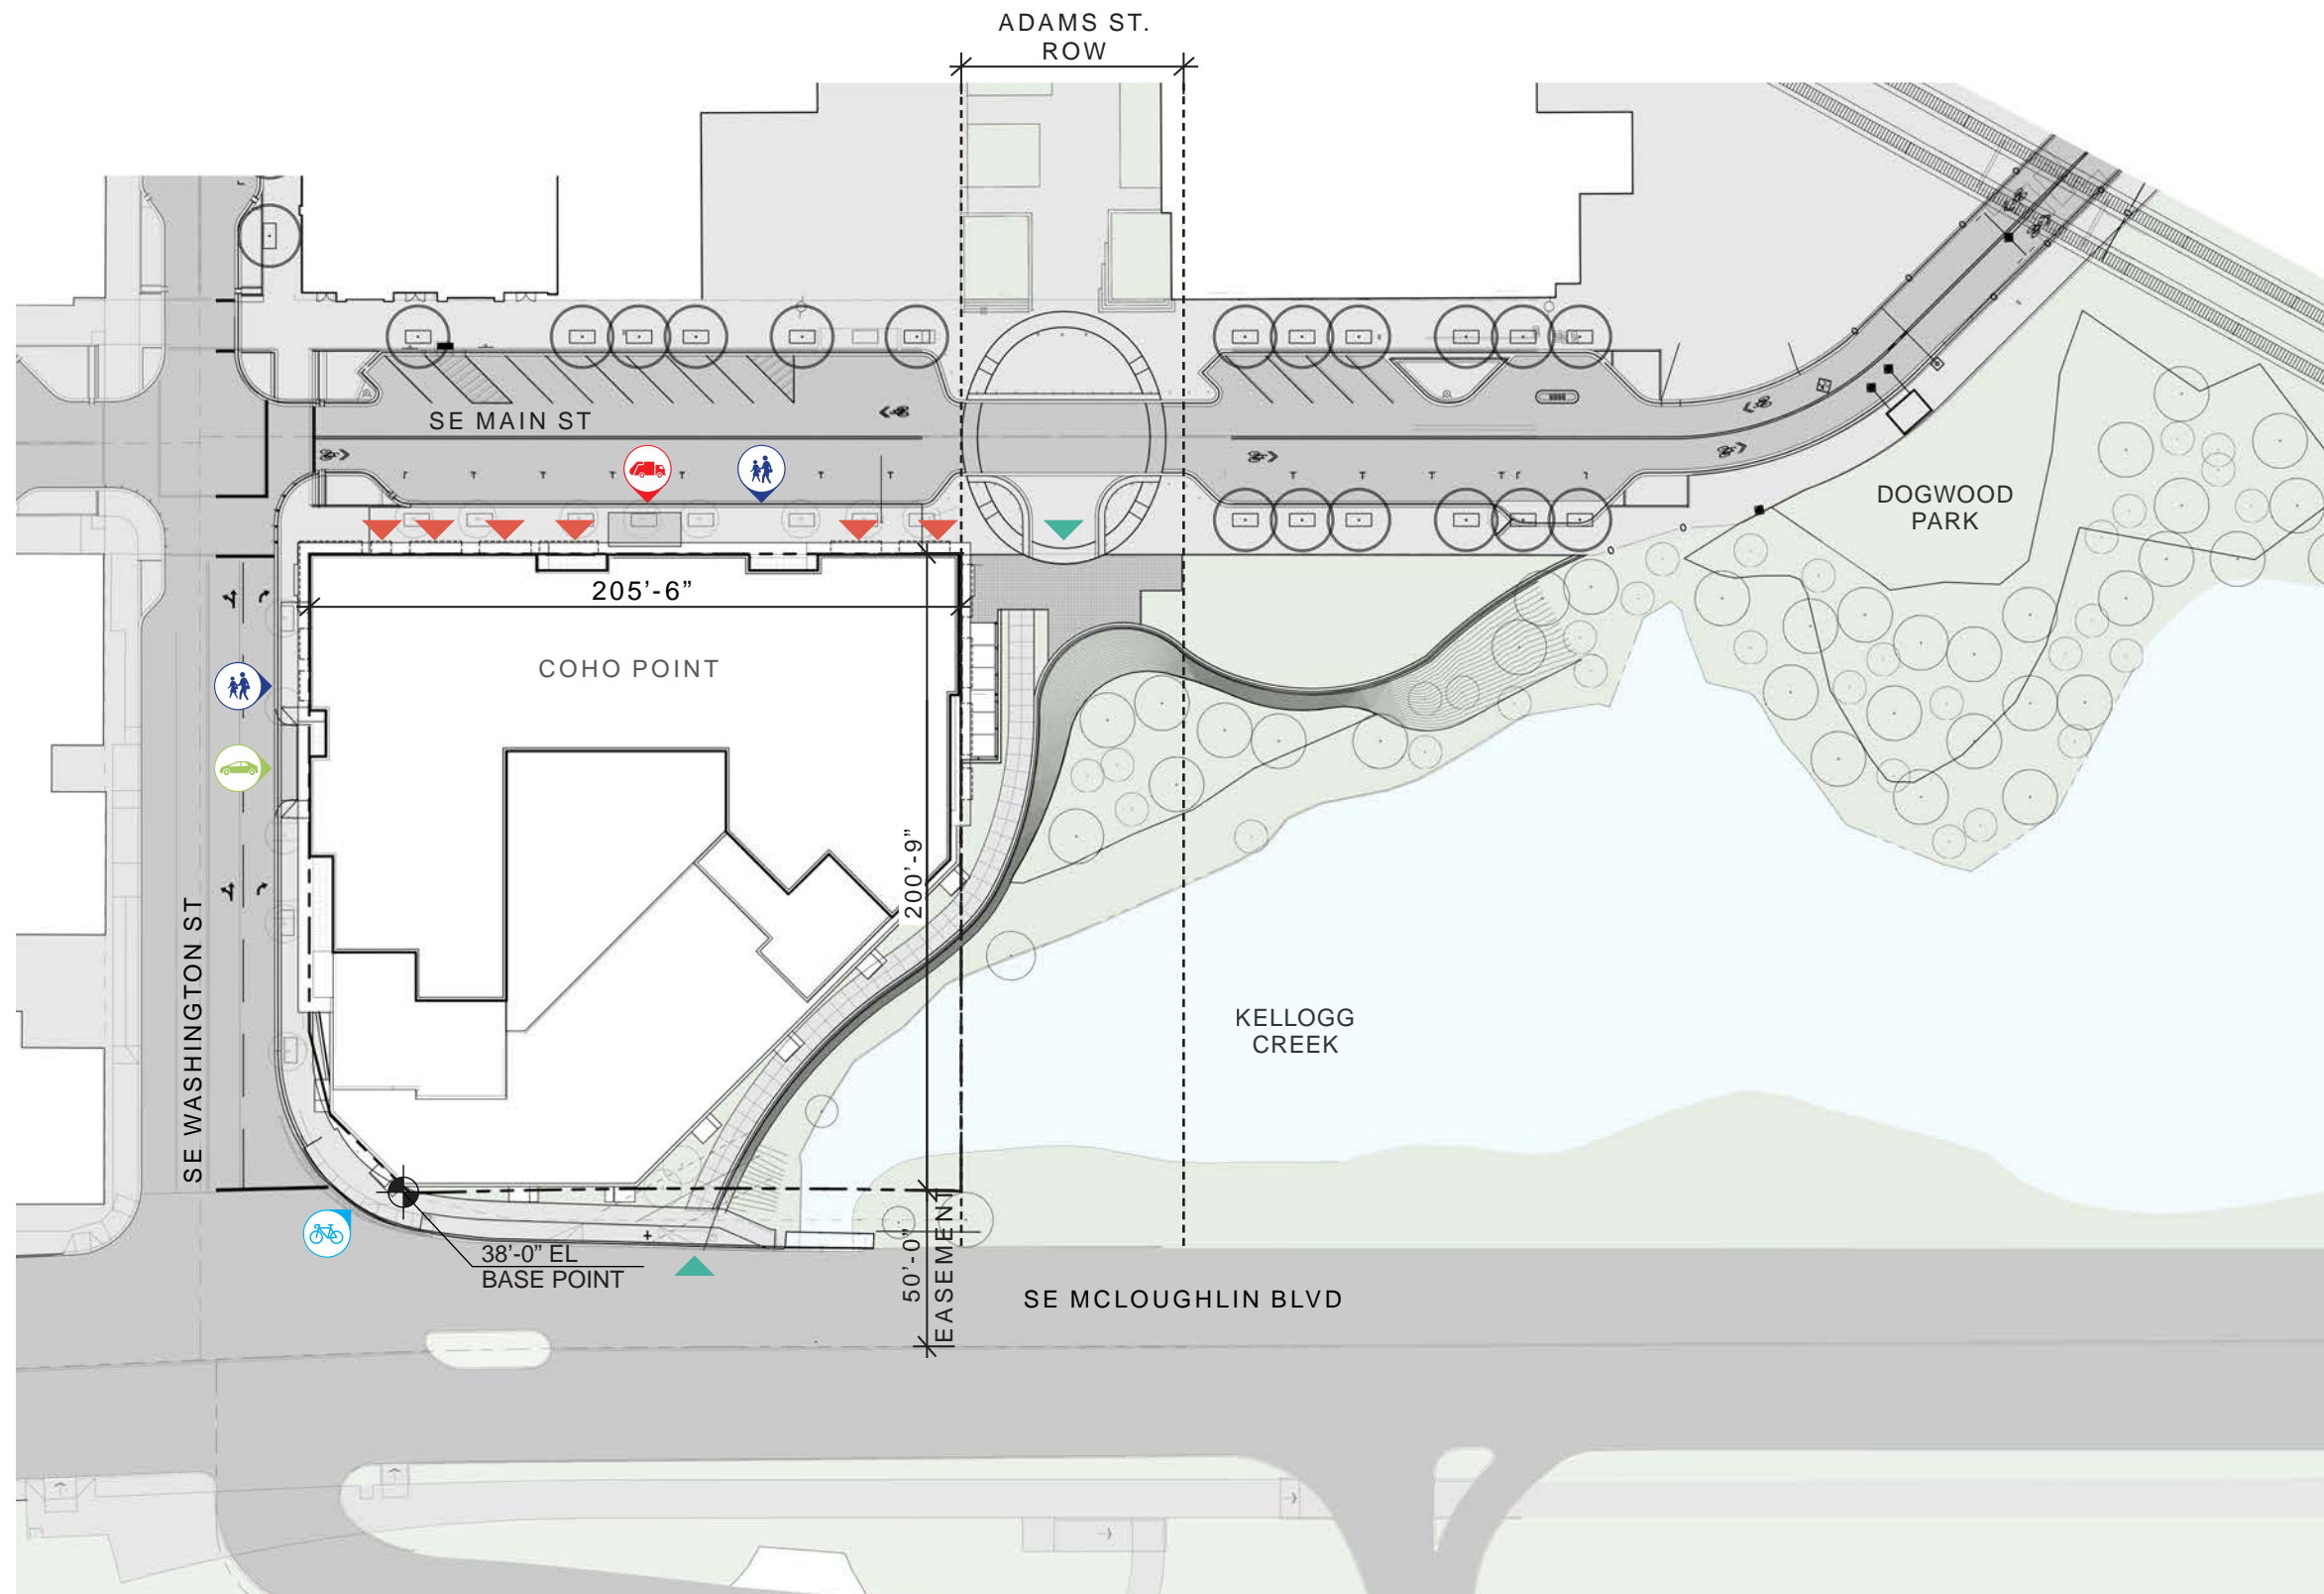 ADAMS ST.
ROW
SE MAIN ST
DOGWOOD
PARK
205’-6”
COHO POINT
200’-9”
SE WASHINGTON ST
KELLOGG
CREEK
38’-0” EL
BASE POINT
50’-0”
EASEMENT
SE MCLOUGHLIN BLVD